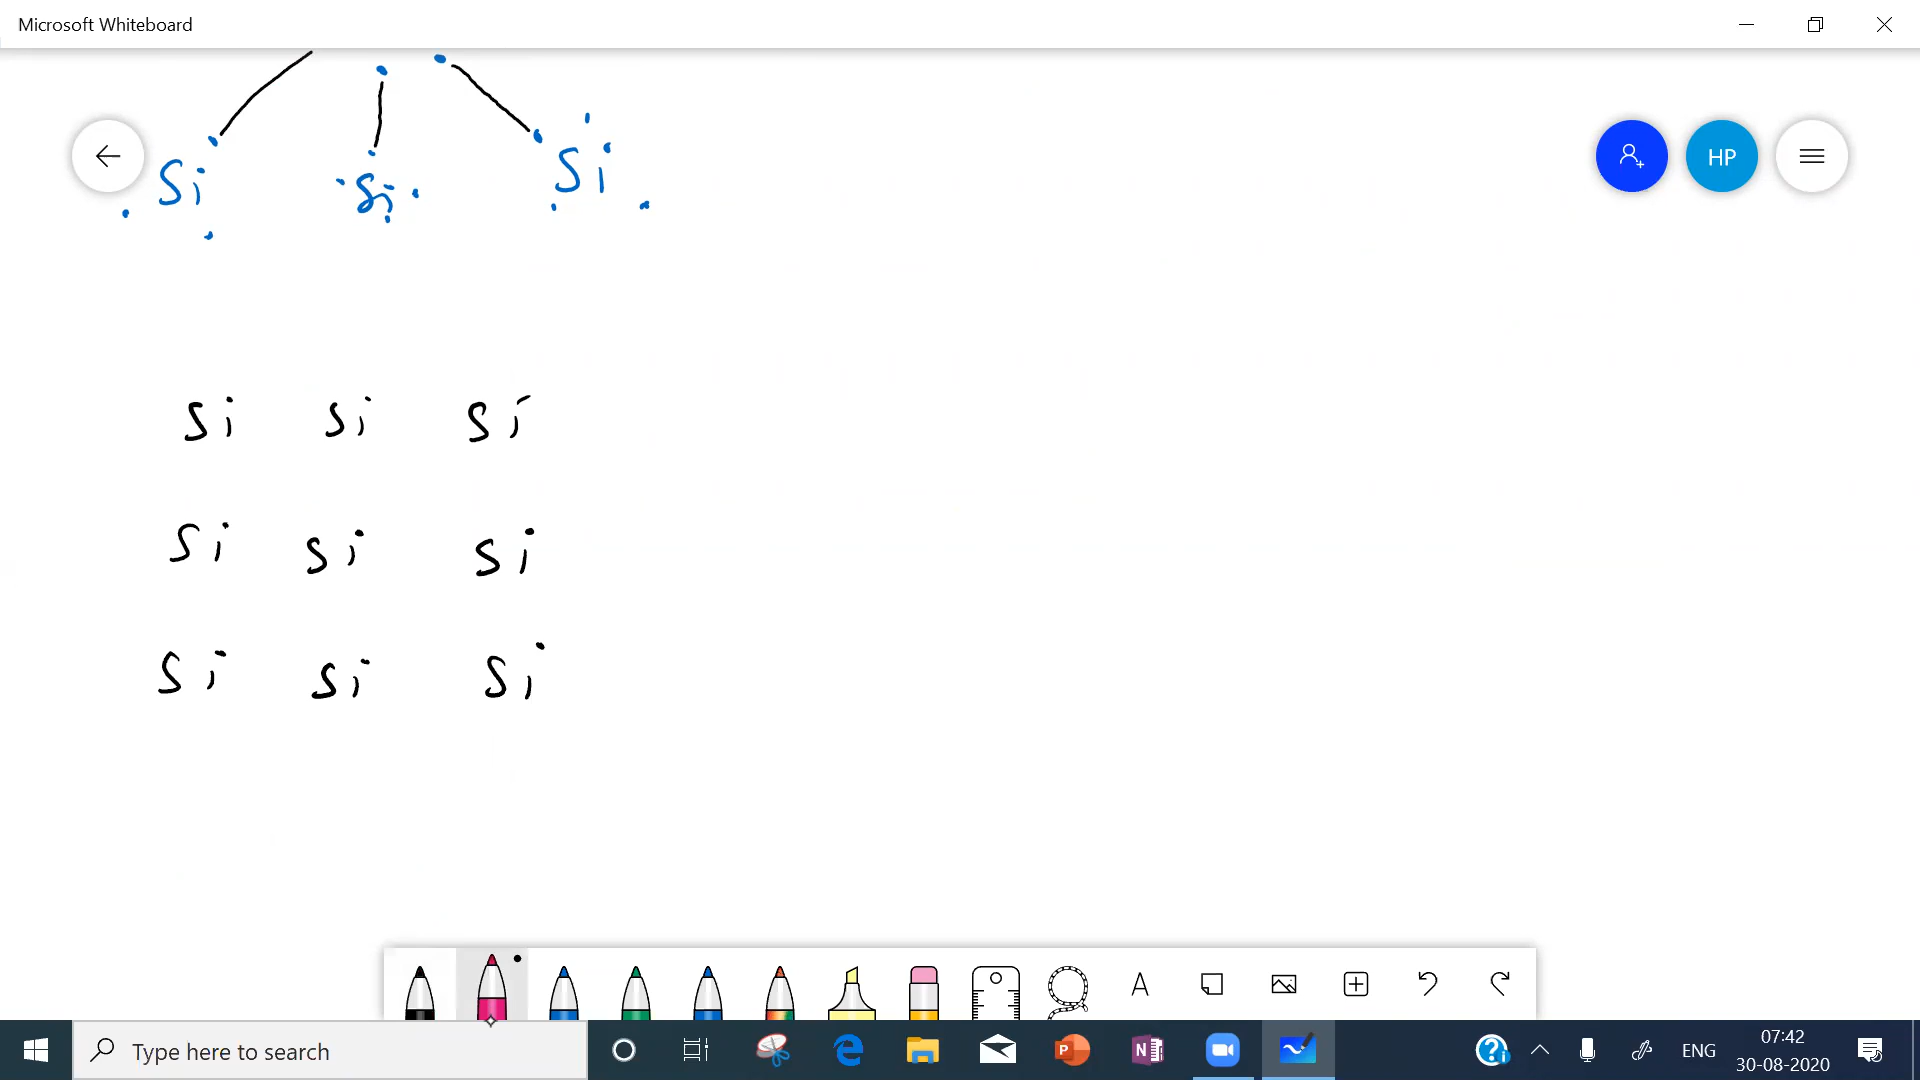 Microsoft Whiteboard
HP
Si Si Si
Si Si Si
Si Si Si
Si Si Si
A
Type here to search
P
N
ENG
07:42
30-08-2020